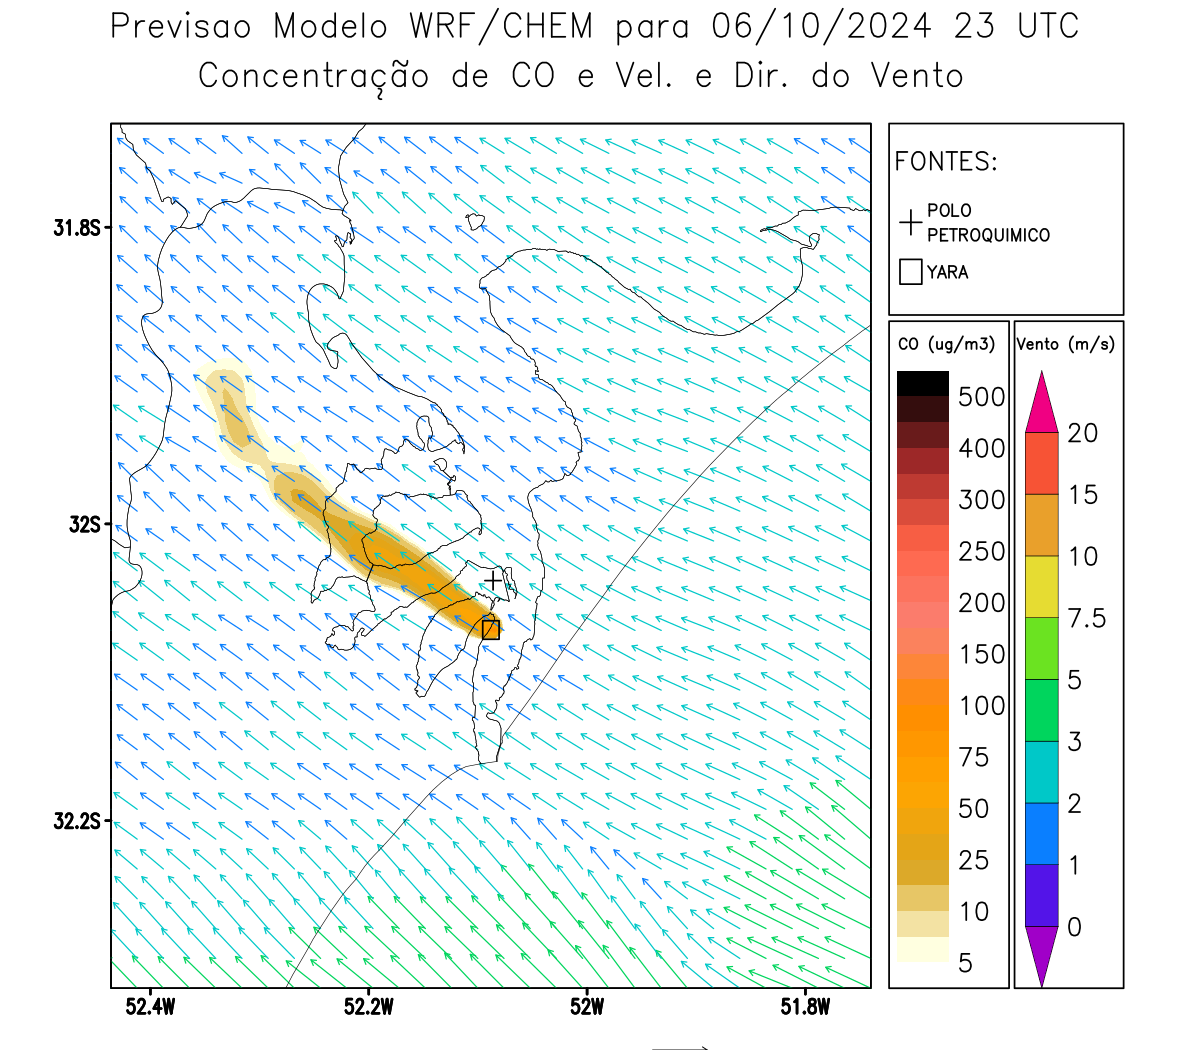 Previsao Modelo WRF/CHEM para 06/10/2024 23 UTC
Concentração de CO e Vel. e Dir. do Vento
FONTES:
POLO
PETROQUIMICO
YARA
CO (ug/m3)
500
400
300
250
200
150
100
75
50
25
10
5
Vento (m/s)
20
15
10
7.5
5
3
2
1
0
31.8S
32S
32.2S
52.4W
52.2W
52W
51.8W